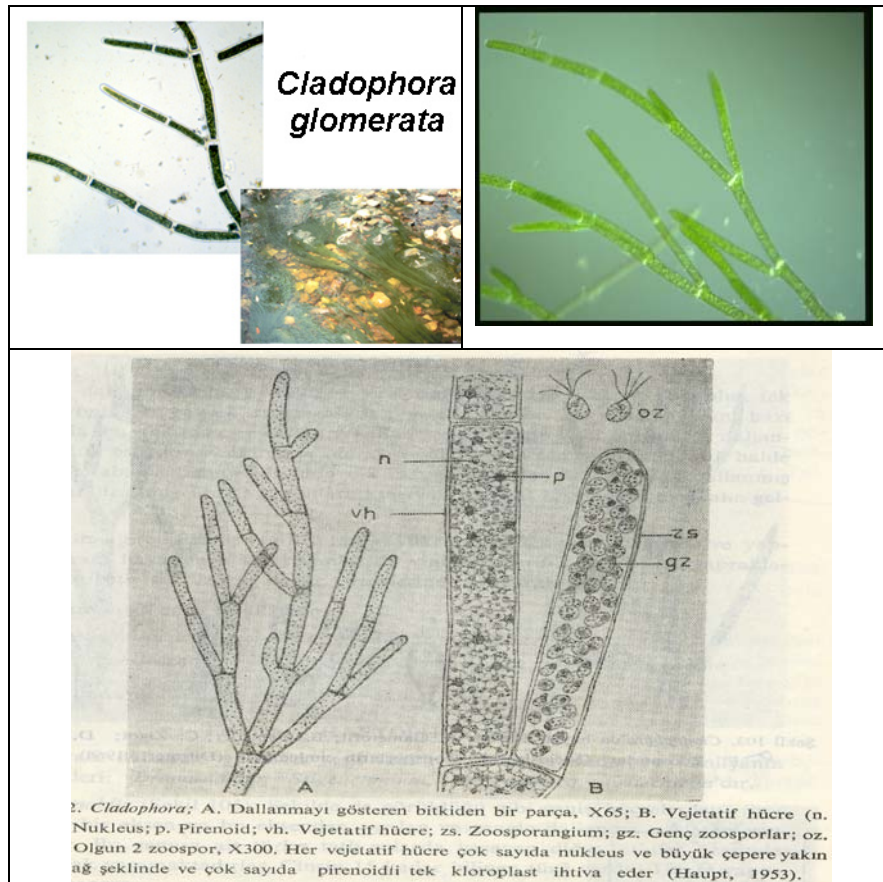 Cladophora
glomerata
n
p
vh
oz
zs
gz
A
B
2. Cladophora; A. Dallanmayı gösteren bitkiden bir parça, X65; B. Vejetatif hücre (n.
Nukleus; p. Pirenoid; vh. Vejetatif hücre; zs. Zoosporangium; gz. Genç zoosporlar; oz.
Olgun 2 zoospor, X300. Her vejetatif hücre çok sayıda nukleus ve büyük çepere yakın
ağ şeklinde ve çok sayıda pirenoidii tek kloroplast ihtiva eder (Haupt, 1953).